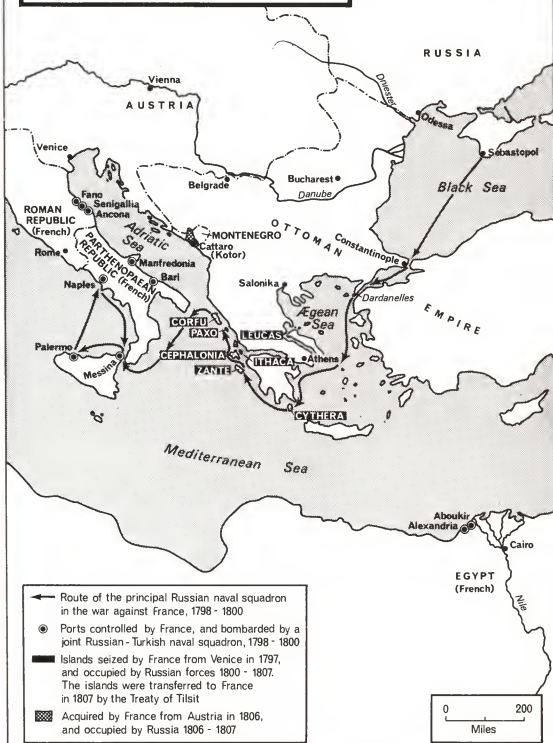 RUSSIA
Vienna
AUSTRIA
Dniester
Odessa
Sebastopol
Venice
Belgrade
Bucharest
Danube
Black Sea
Fano
Senigallia
Ancona
ROMAN
REPUBLIC
(French)
Adriatic
Sea
MONTENEGRO
Cattaro
(Kotor)
OTTOMAN
EMPIRE
Constantinople
Rome
PARTHENOPAEAN
REPUBLIC (French)
Manfredonia
Bari
Naples
Salonika
Dardanelles
Ægean
Sea
CORFU
PAXO
LEUCAS
Palermo
Messina
CEPHALONIA
ITHACA
Athens
ZANTE
CYTHERA
Mediterranean Sea
Aboukir
Alexandria
Cairo
EGYPT
(French)
Nile
Route of the principal Russian naval squadron
in the war against France, 1798 - 1800
Ports controlled by France, and bombarded by a
joint Russian - Turkish naval squadron, 1798 - 1800
Islands seized by France from Venice in 1797,
and occupied by Russian forces 1800 - 1807.
The islands were transferred to France
in 1807 by the Treaty of Tilsit
Acquired by France from Austria in 1806,
and occupied by Russia 1806 - 1807
0 200
Miles